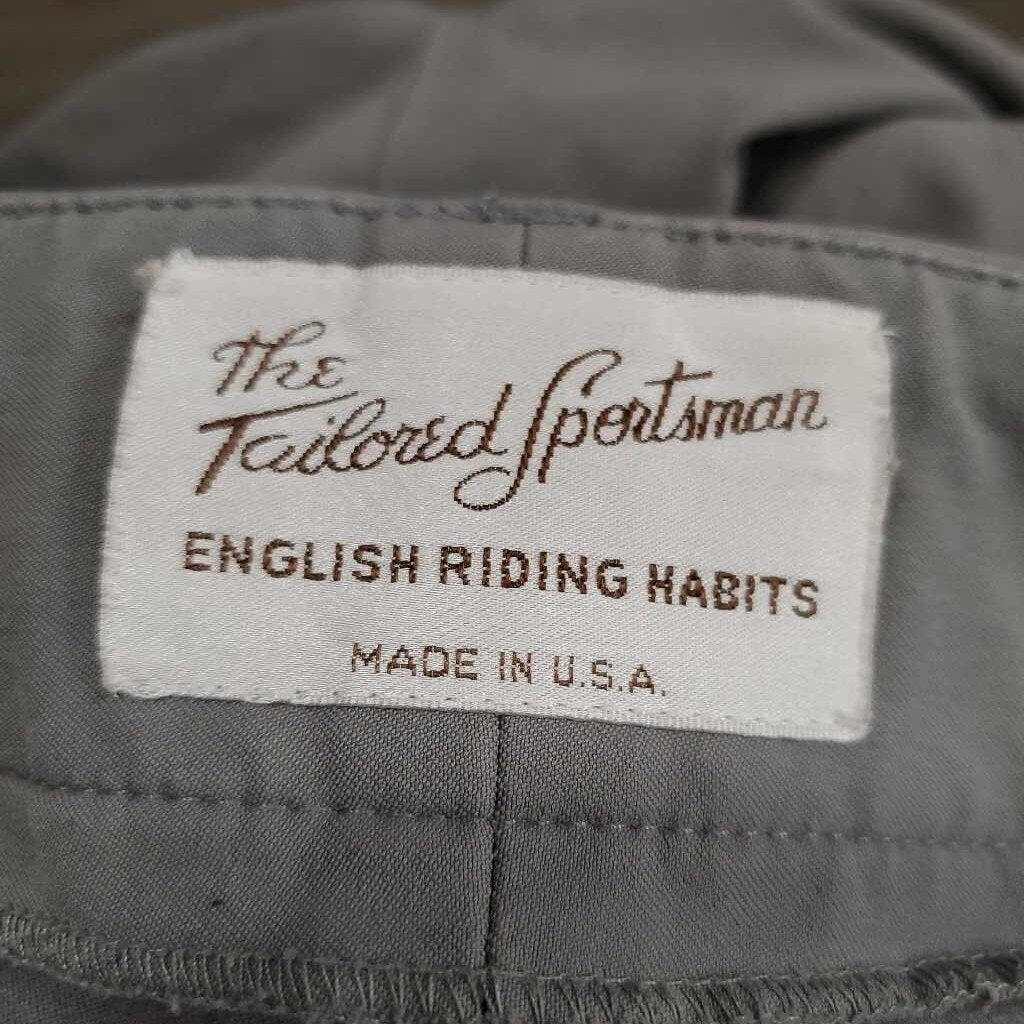 The
Tailored Sportsman
ENGLISH RIDING HABITS
MADE IN U.S.A.